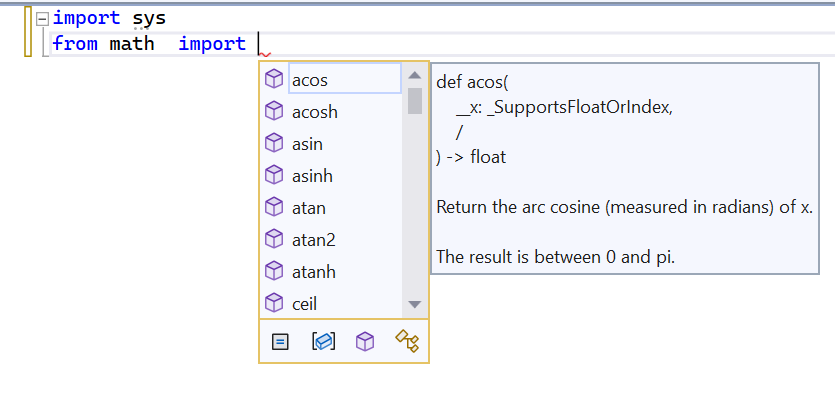 import sys
from math  import
acos
acosh
asin
asinh
atan
atan2
atanh
ceil
def acos(
    __x: _SupportsFloatOrIndex,
    /
) -> float
Return the arc cosine (measured in radians) of x.
The result is between 0 and pi.